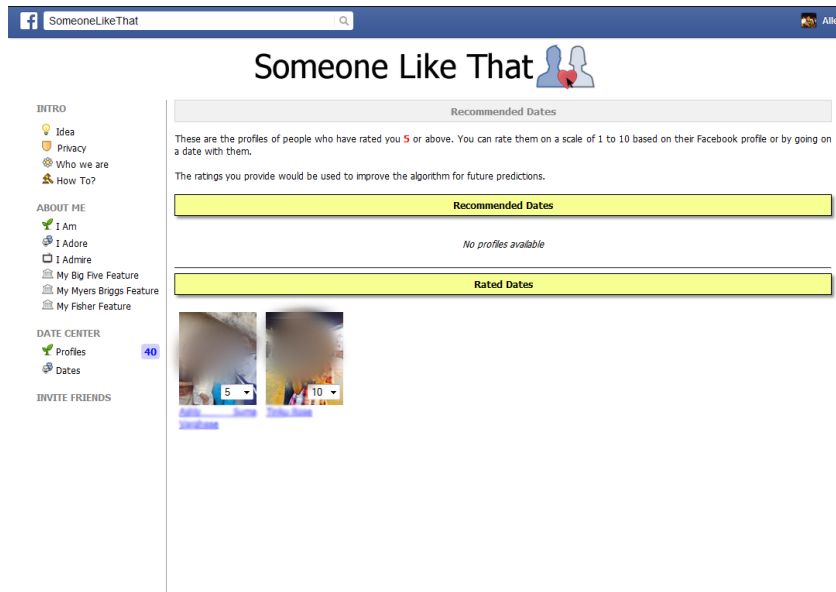 SomeoneLikeThat
Someone Like That
INTRO
Idea
Privacy
Who we are
How To?
ABOUT ME
I Am
I Adore
I Admire
My Big Five Feature
My Myers Briggs Feature
My Fisher Feature
DATE CENTER
Profiles 40
Dates
INVITE FRIENDS
Recommended Dates
These are the profiles of people who have rated you 5 or above. You can rate them on a scale of 1 to 10 based on their Facebook profile or by going on
a date with them.
The ratings you provide would be used to improve the algorithm for future predictions.
Recommended Dates
No profiles available
Rated Dates
5
10